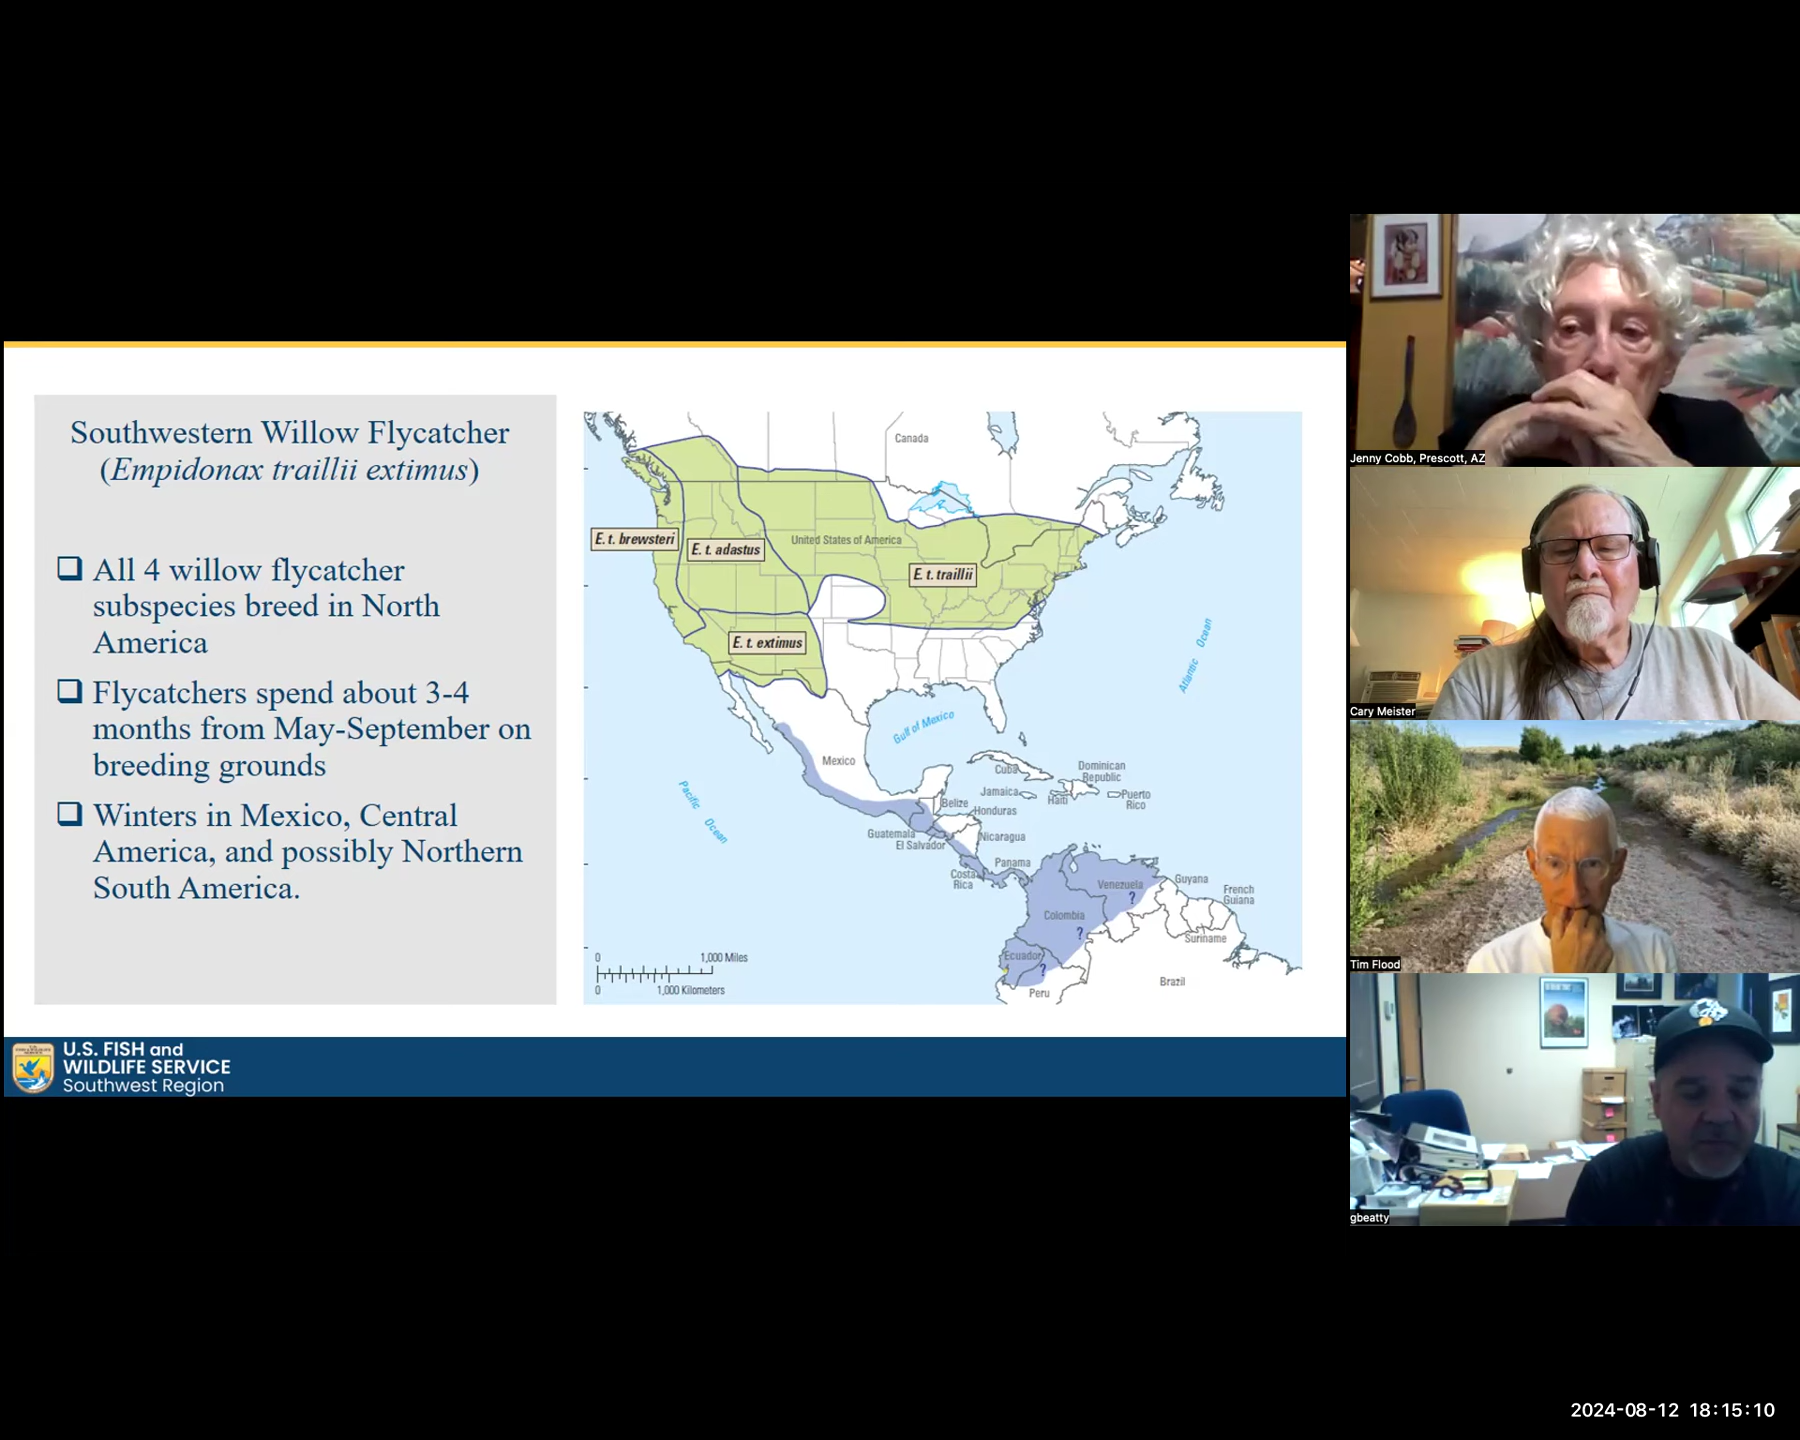 Southwestern Willow Flycatcher
(Empidonax traillii extimus)
All 4 willow flycatcher
subspecies breed in North
America
Flycatchers spend about 3-4
months from May-September on
breeding grounds
Winters in Mexico, Central
America, and possibly Northern
South America.
Canada
E. t. brewsteri
E. t. adastus
United States of America
E. t. traillii
E. t. extimus
Atlantic Ocean
Gulf of Mexico
Pacific Ocean
Mexico
Cuba
Dominican
Republic
Jamaica
Haiti
Puerto
Rico
Belize
Honduras
Guatemala
El Salvador
Nicaragua
Panama
Costa
Rica
Venezuela
?
Guyana
French
Guiana
Colombia
?
Suriname
Ecuador
?
Peru
Brazil
0 1,000 Miles
0 1,000 Kilometers
U.S. FISH and
WILDLIFE SERVICE
Southwest Region
Jenny Cobb, Prescott, AZ
Cary Meister
Tim Flood
gbeatty
2024-08-12 18:15:10